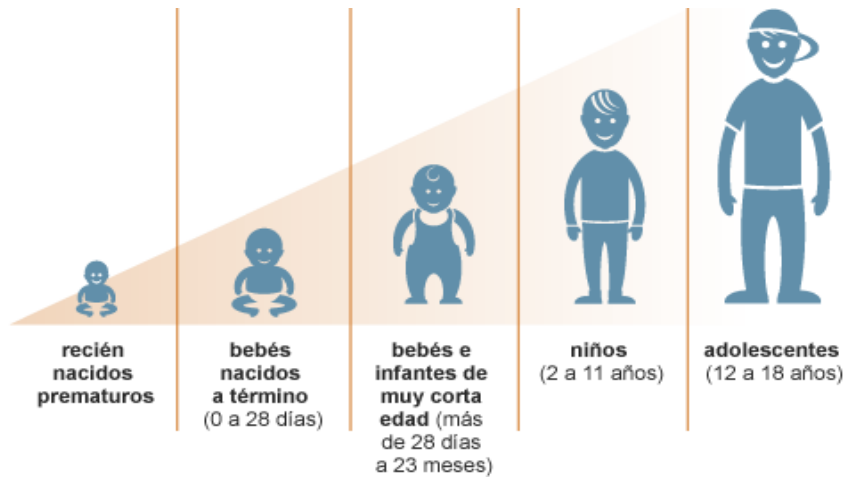 recién
nacidos
prematuros
bebés
nacidos
a término
(0 a 28 días)
bebés e
infantes de
muy corta
edad (más
de 28 días
a 23 meses)
niños
(2 a 11 años)
adolescentes
(12 a 18 años)